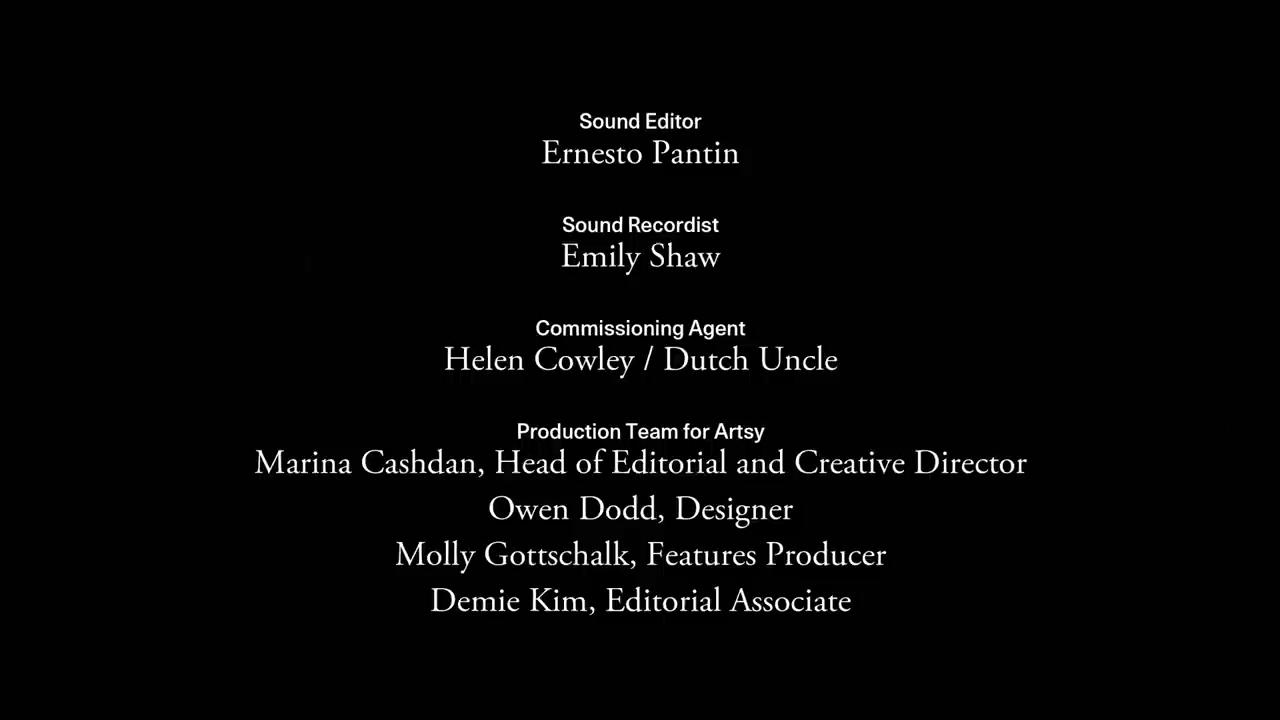 Sound Editor
Ernesto Pantin
Sound Recordist
Emily Shaw
Commissioning Agent
Helen Cowley / Dutch Uncle
Production Team for Artsy
Marina Cashdan, Head of Editorial and Creative Director
Owen Dodd, Designer
Molly Gottschalk, Features Producer
Demie Kim, Editorial Associate